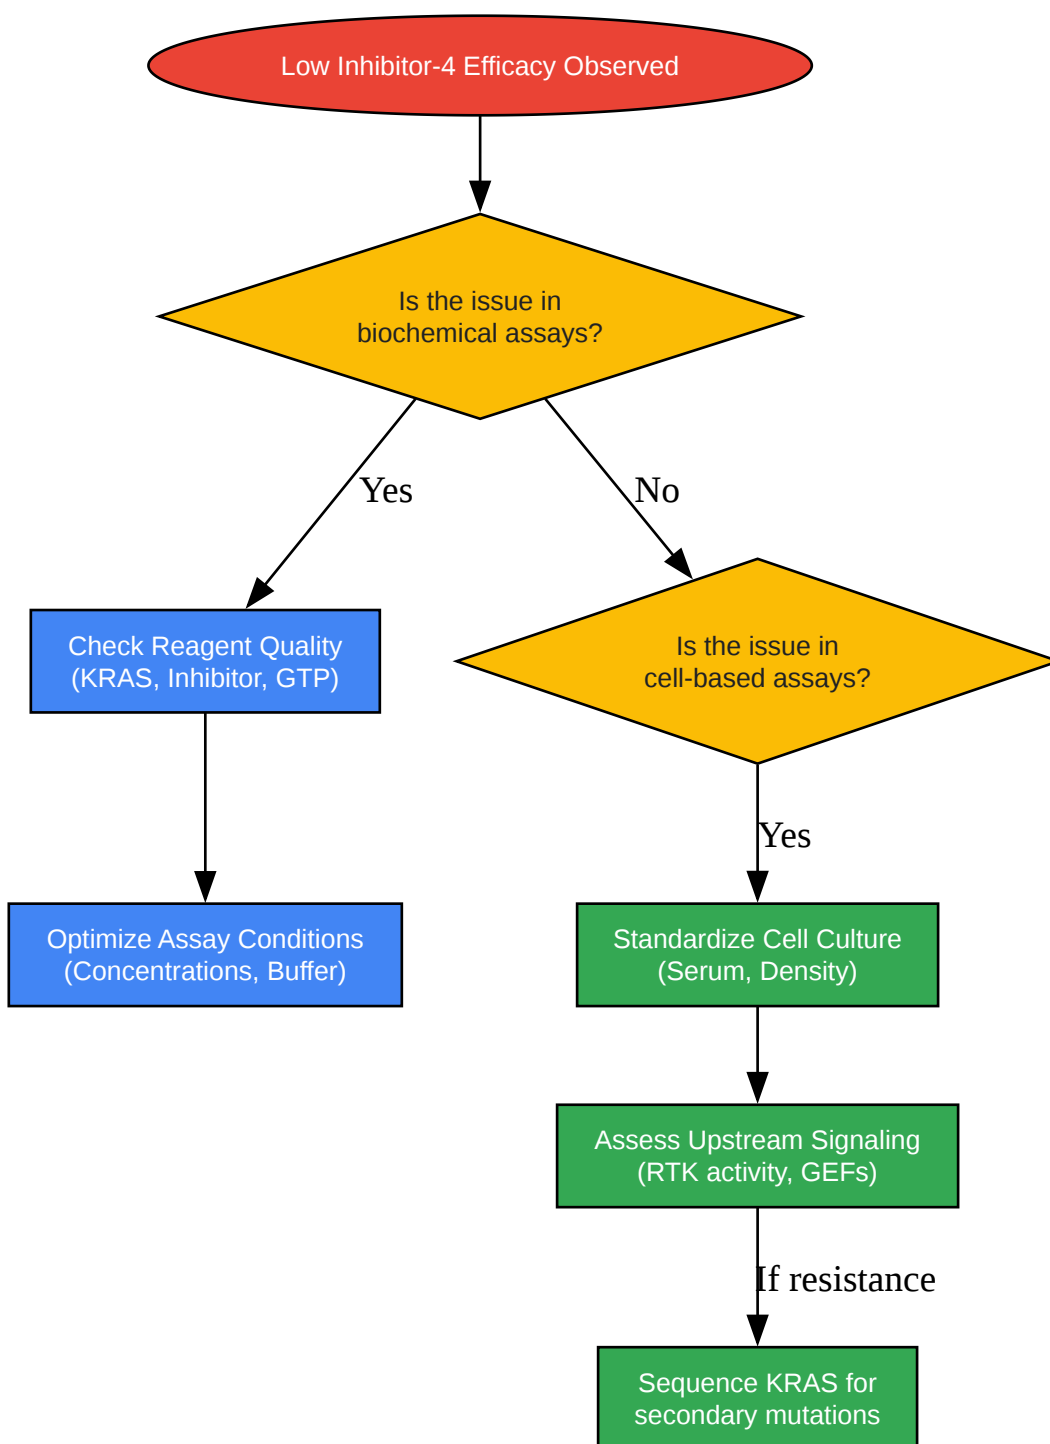 Low Inhibitor-4 Efficacy Observed
Is the issue in
biochemical assays?
Yes
No
Check Reagent Quality
(KRAS, Inhibitor, GTP)
Is the issue in
cell-based assays?
Yes
Optimize Assay Conditions
(Concentrations, Buffer)
Standardize Cell Culture
(Serum, Density)
Assess Upstream Signaling
(RTK activity, GEFs)
If resistance
Sequence KRAS for
secondary mutations